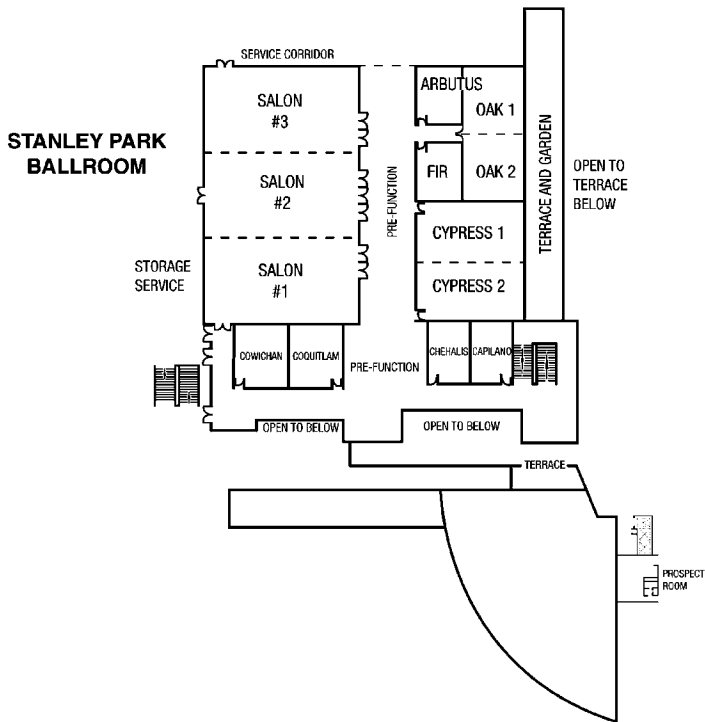 SERVICE CORRIDOR
STANLEY PARK
BALLROOM
SALON
#3
SALON
#2
SALON
#1
PRE-FUNCTION
ARBUTUS
OAK 1
FIR
OAK 2
CYPRESS 1
CYPRESS 2
TERRACE AND GARDEN
OPEN TO
TERRACE
BELOW
STORAGE
SERVICE
COWICHAN
COQUITLAM
PRE-FUNCTION
CHEHALIS
CAPILANO
OPEN TO BELOW
OPEN TO BELOW
TERRACE
PROSPECT
ROOM